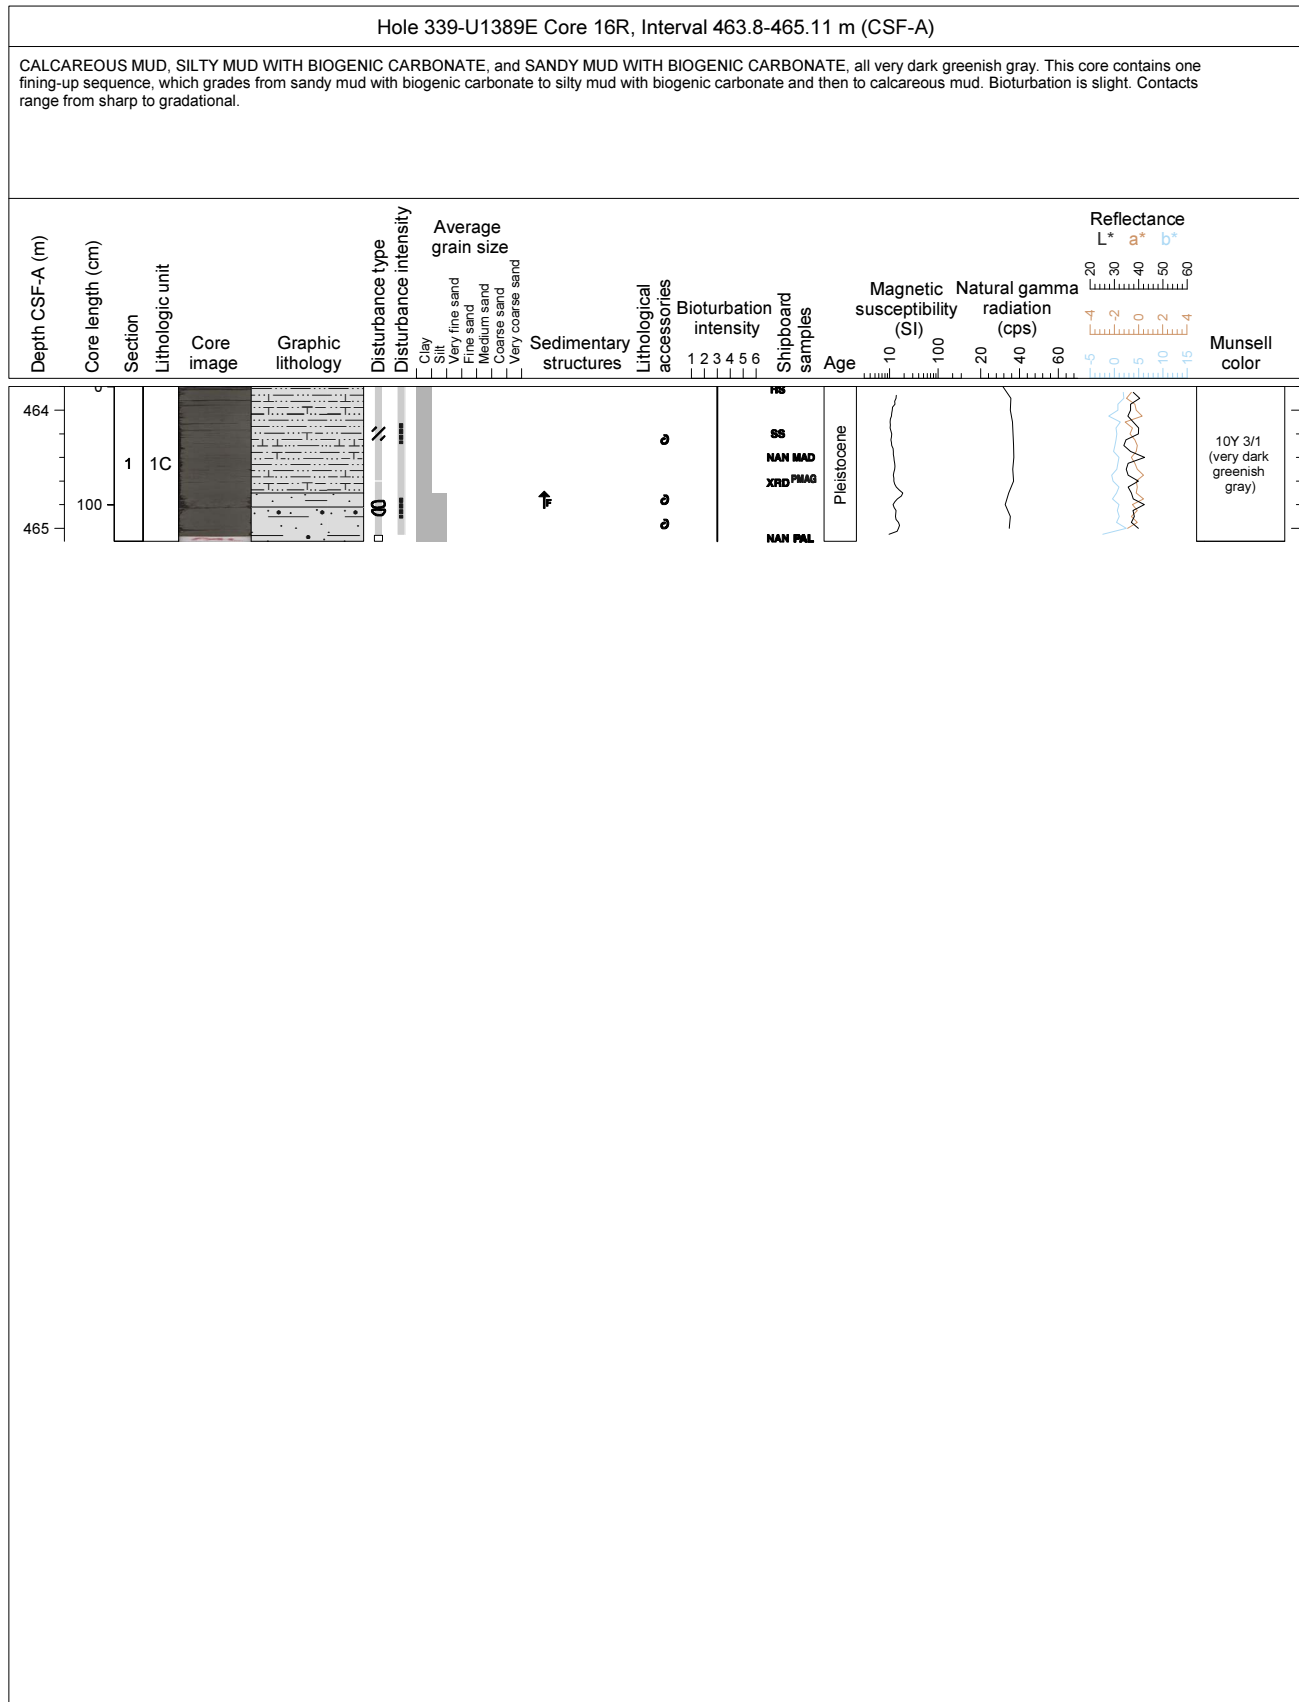 Hole 339-U1389E Core 16R, Interval 463.8-465.11 m (CSF-A)
CALCAREOUS MUD, SILTY MUD WITH BIOGENIC CARBONATE, and SANDY MUD WITH BIOGENIC CARBONATE, all very dark greenish gray. This core contains one
fining-up sequence, which grades from sandy mud with biogenic carbonate to silty mud with biogenic carbonate and then to calcareous mud. Bioturbation is slight. Contacts
range from sharp to gradational.
Depth CSF-A (m)
Core length (cm)
Section
Lithologic unit
Core
image
Graphic
lithology
Disturbance type
Disturbance intensity
Average
grain size
Clay
Silt
Very fine sand
Fine sand
Medium sand
Coarse sand
Very coarse sand
Sedimentary
structures
Lithological
accessories
Bioturbation
intensity
1 2 3 4 5 6
Shipboard
samples
Age
Magnetic
susceptibility
(SI)
10 100
Natural gamma
radiation
(cps)
20 40 60
Reflectance
L* a* b*
20 30 40 50 60
-4 -2 0 2 4
-5 0 5 10 15
Munsell
color
464
465
0
100
1
1C
F
HS
SS
NAN MAD
XRD PMAG
NAN PAL
Pleistocene
10Y 3/1
(very dark
greenish
gray)